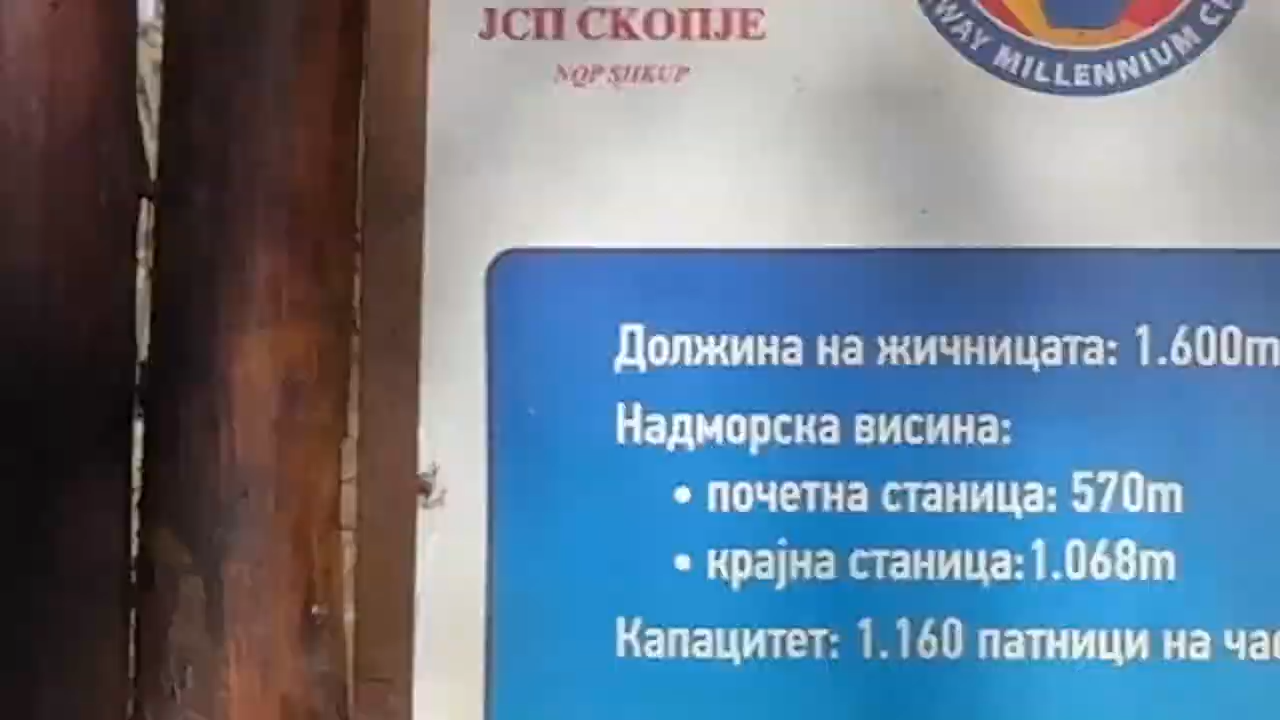 ЈСП СКОПЈЕ
NQP SHKUP
WAY MILLENNIUM
Должина на жичницата: 1.600m
Надморска висина:
• почетна станица: 570m
• крајна станица:1.068m
Капацитет: 1.160 патници на